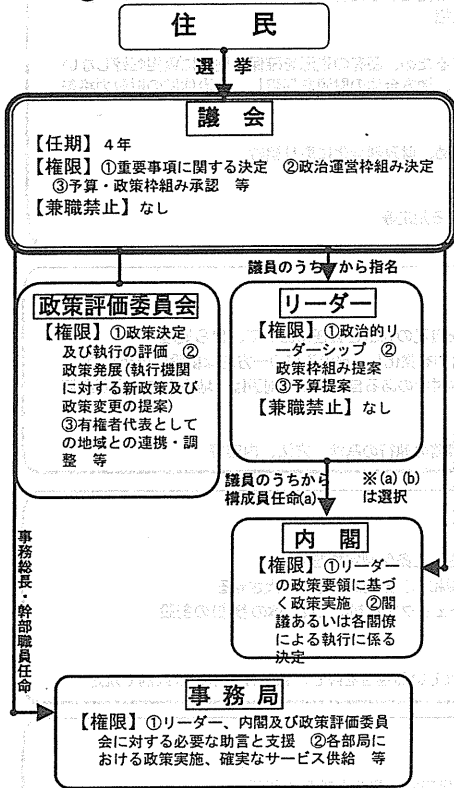 住民
選挙
議会
【任期】4年
【権限】①重要事項に関する決定 ②政治運営枠組み決定
③予算・政策枠組み承認 等
【兼職禁止】なし
議員のうちから指名
政策評価委員会
【権限】①政策決定
及び執行の評価 ②
政策発展(執行機関
に対する新政策及び
政策変更の提案)
③有権者代表として
の地域との連携・調
整 等
リーダー
【権限】①政治的リ
ーダーシップ ②
政策枠組み提案
③予算提案
【兼職禁止】なし
議員のうちから
構成員任命(a)
※(a)(b)
は選択
内閣
【権限】①リーダー
の政策要領に基づ
く政策実施 ②閣
議あるいは各閣僚
による執行に係る
決定
事務総長・幹部職員任命
事務局
【権限】①リーダー、内閣及び政策評価委員
会に対する必要な助言と支援 ②各部局に
おける政策実施、確実なサービス供給 等